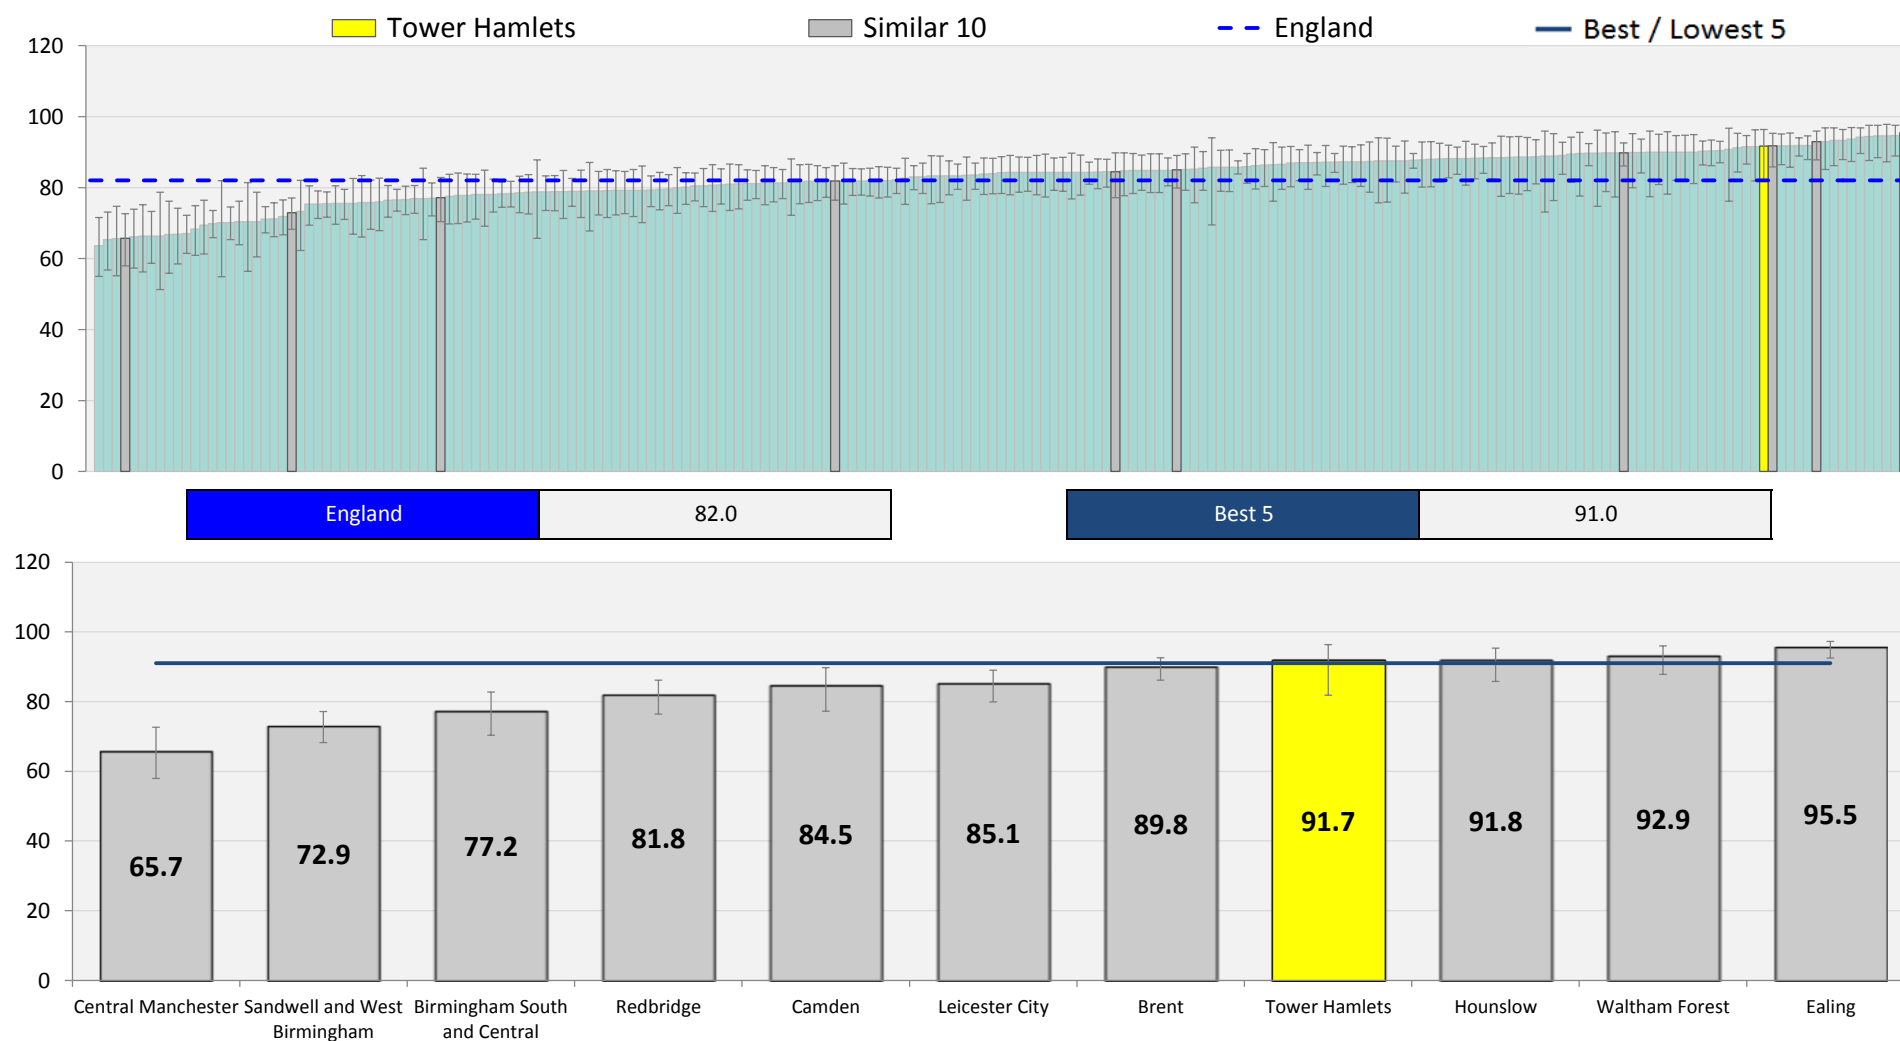 Tower Hamlets Similar 10 England Best / Lowest 5
120
100
80
60
40
20
0
England 82.0 Best 5 91.0
120
100
80
60
40
20
0
65.7 72.9 77.2 81.8 84.5 85.1 89.8 91.7 91.8 92.9 95.5
Central Manchester Sandwell and West Birmingham South Redbridge Camden Leicester City Brent Tower Hamlets Hounslow Waltham Forest Ealing
Birmingham and Central